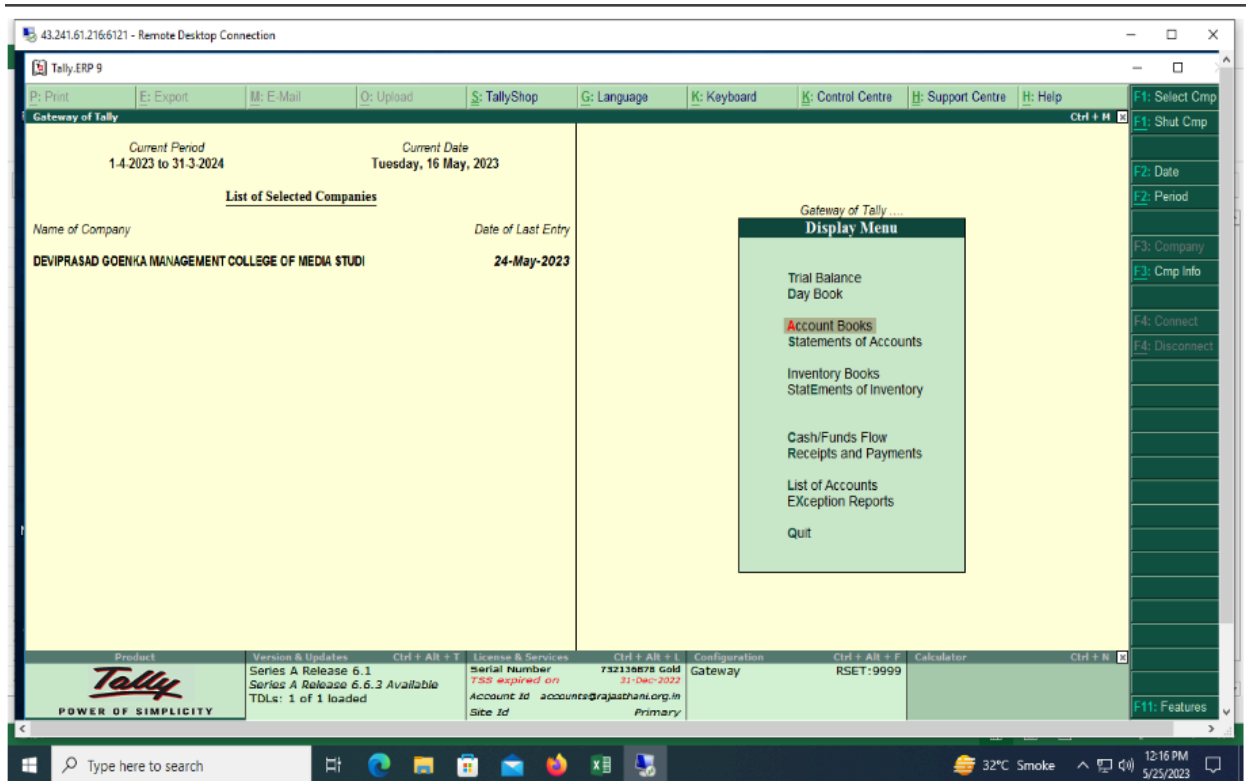 43.241.61.216:6121 - Remote Desktop Connection
Tally.ERP 9
P: Print E: Export M: E-Mail O: Upload S: TallyShop G: Language K: Keyboard K: Control Centre H: Support Centre H: Help F1: Select Cmp
Gateway of Tally Ctrl + M F1: Shut Cmp
Current Period Current Date
1-4-2023 to 31-3-2024 Tuesday, 16 May, 2023
F2: Date
List of Selected Companies F2: Period
Gateway of Tally ....
Name of Company Date of Last Entry Display Menu
F3: Company
DEVIPRASAD GOENKA MANAGEMENT COLLEGE OF MEDIA STUDI 24-May-2023
F3: Cmp Info
Trial Balance
Day Book
Account Books F4: Connect
Statements of Accounts F4: Disconnect
Inventory Books
StatEments of Inventory
Cash/Funds Flow
Receipts and Payments
List of Accounts
EXception Reports
Quit
Product Version & Updates Ctrl + Alt + T License & Services Ctrl + Alt + L Configuration Ctrl + Alt + F Calculator Ctrl + N
Tally Series A Release 6.1 Serial Number 732136878 Gold Gateway RSET:9999
Series A Release 6.6.3 Available TSS expired on 31-Dec-2022
TDLs: 1 of 1 loaded Account Id accounts@rajasthani.org.in
POWER OF SIMPLICITY Site Id Primary F11: Features
Type here to search 32°C Smoke 12:16 PM
5/25/2023